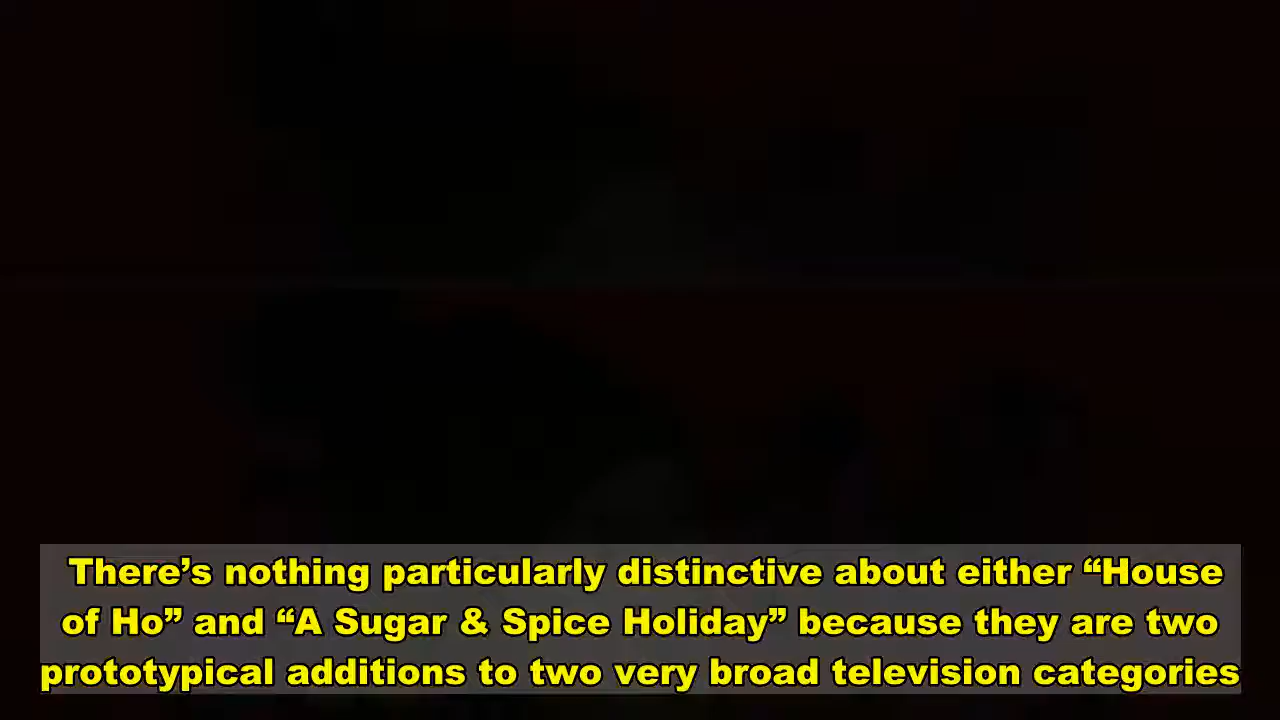 There’s nothing particularly distinctive about either “House
of Ho” and “A Sugar & Spice Holiday” because they are two
prototypical additions to two very broad television categories